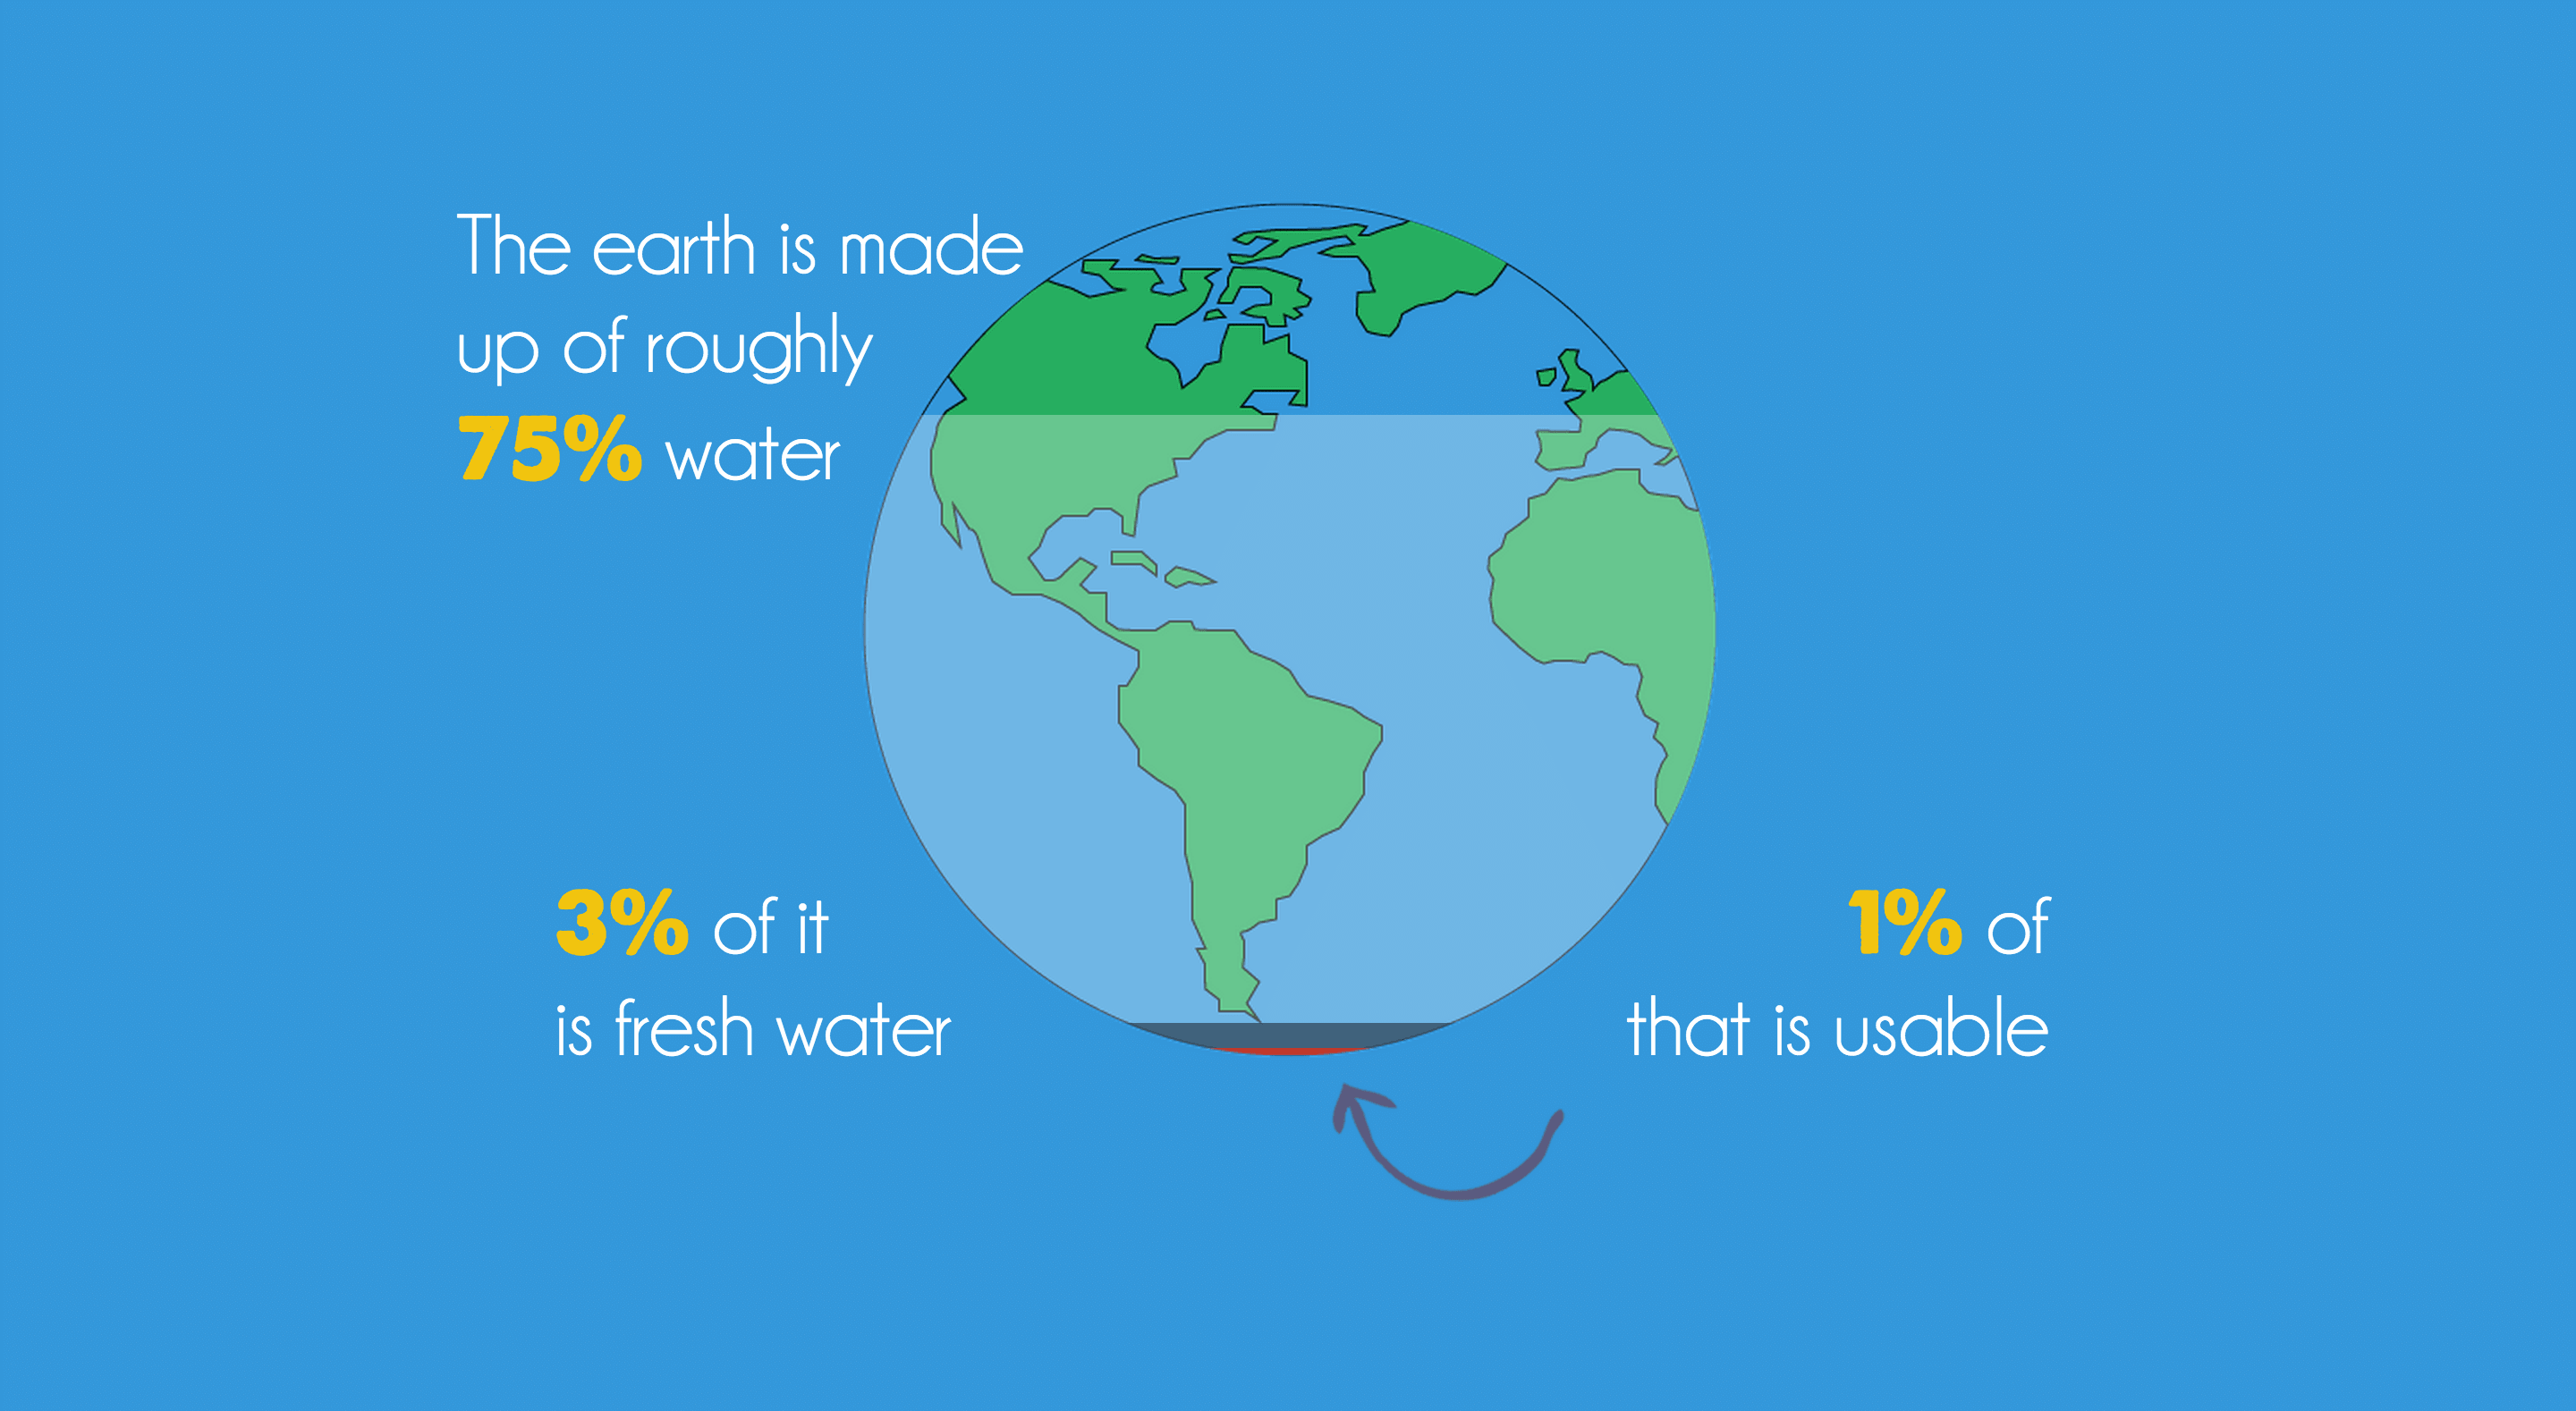 The earth is made
up of roughly
75% water
3% of it
is fresh water
1% of
that is usable